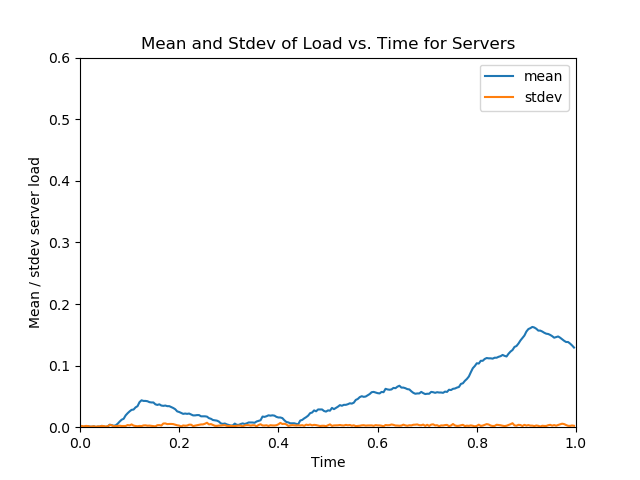 Mean and Stdev of Load vs. Time for Servers
mean
stdev
Mean / stdev server load
0.6
0.5
0.4
0.3
0.2
0.1
0.0
0.0 0.2 0.4 0.6 0.8 1.0
Time